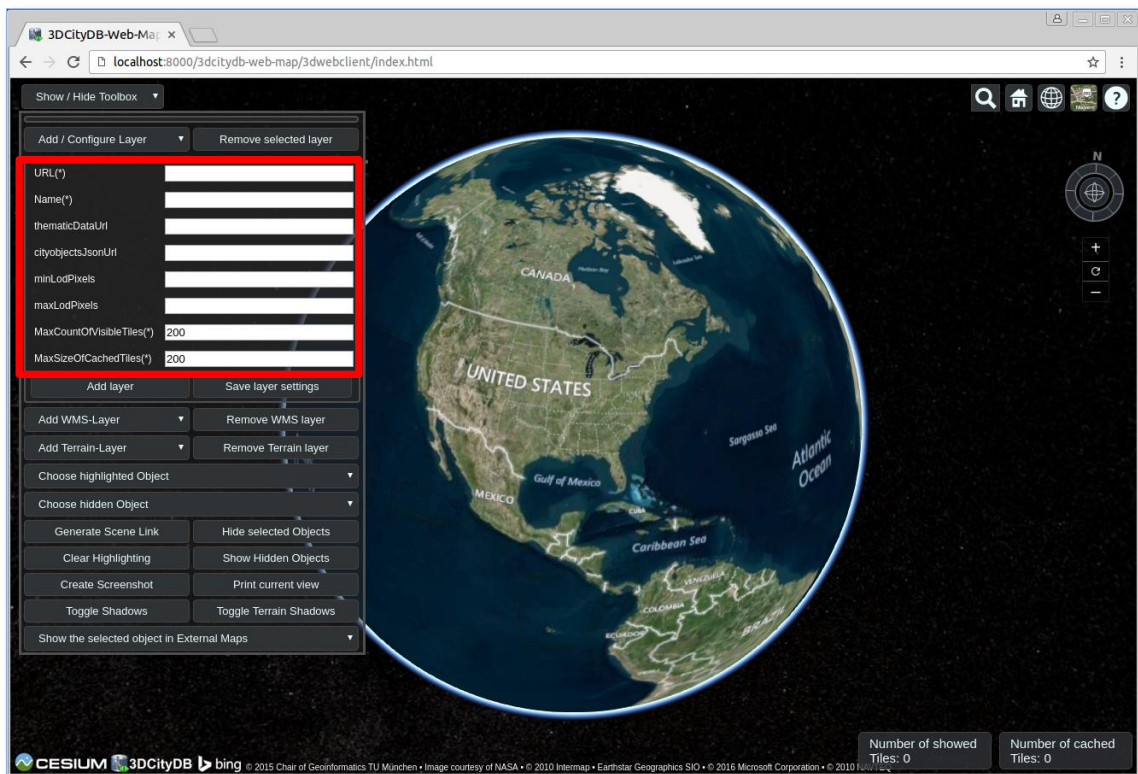 3DCityDB-Web-Map
localhost:8000/3dcitydb-web-map/3dwebclient/index.html
Show / Hide Toolbox
Add / Configure Layer Remove selected layer
URL(*)
Name(*)
thematicDataUrl
cityobjectsJsonUrl
minLodPixels
maxLodPixels
MaxCountOfVisibleTiles(*) 200
MaxSizeOfCachedTiles(*) 200
Add layer Save layer settings
Add WMS-Layer Remove WMS layer
Add Terrain-Layer Remove Terrain layer
Choose highlighted Object
Choose hidden Object
Generate Scene Link Hide selected Objects
Clear Highlighting Show Hidden Objects
Create Screenshot Print current view
Toggle Shadows Toggle Terrain Shadows
Show the selected object in External Maps
N
CANADA
Hudson Bay
Labrador Sea
UNITED STATES
Sargasso Sea
Atlantic
Ocean
Gulf of Mexico
MEXICO
CUBA
Caribbean Sea
VENEZUELA
COLOMBIA
BRAZIL
ECUADOR
Number of showed
Tiles: 0
Number of cached
Tiles: 0
CESIUM 3DCityDB bing © 2015 Chair of Geoinformatics TU München • Image courtesy of NASA • © 2010 Intermap • Earthstar Geographics SIO • © 2016 Microsoft Corporation • © 2010